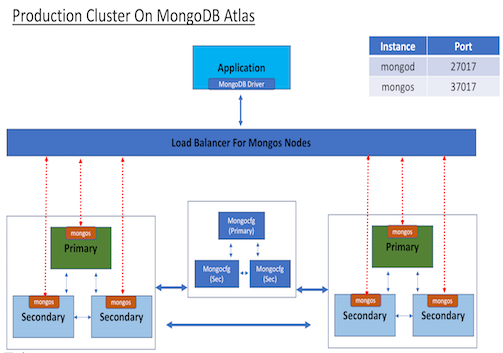 Production Cluster On MongoDB Atlas
Instance Port
mongod 27017
mongos 37017
Application
MongoDB Driver
Load Balancer For Mongos Nodes
mongos
Primary
mongos
Secondary
mongos
Secondary
Mongocfg
(Primary)
Mongocfg
(Sec)
Mongocfg
(Sec)
mongos
Primary
mongos
Secondary
mongos
Secondary